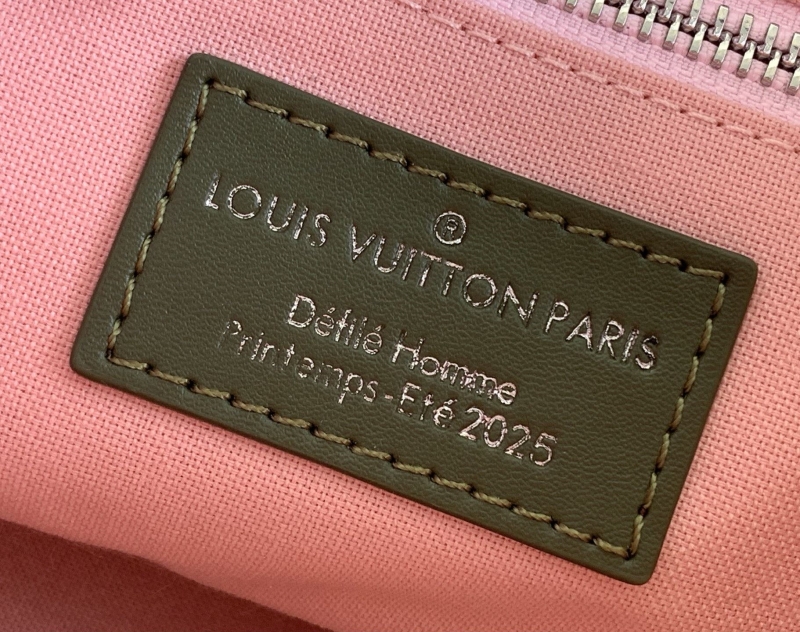 ®
LOUIS VUITTON PARIS
Défilé Homme
Printemps-Eté 2025